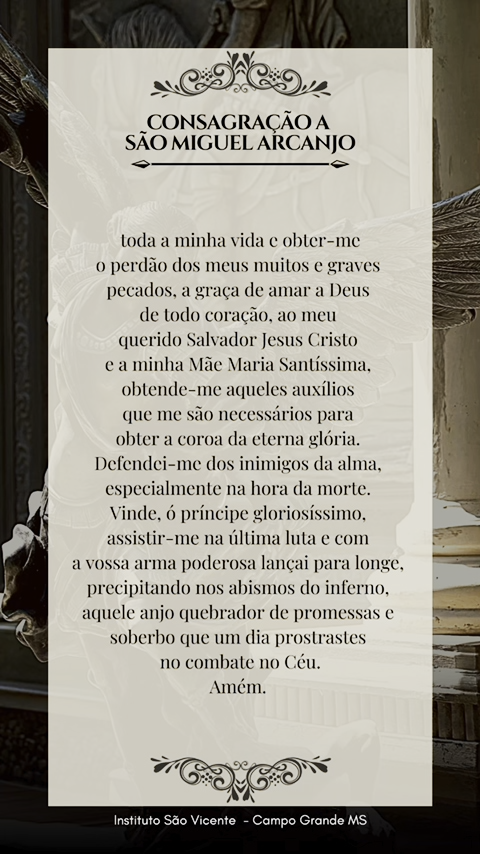 CONSAGRAÇÃO A
SÃO MIGUEL ARCANJO
toda a minha vida e obter-me
o perdão dos meus muitos e graves
pecados, a graça de amar a Deus
de todo coração, ao meu
querido Salvador Jesus Cristo
e a minha Mãe Maria Santíssima,
obtende-me aqueles auxílios
que me são necessários para
obter a coroa da eterna glória.
Defendei-me dos inimigos da alma,
especialmente na hora da morte.
Vinde, ó príncipe gloriosíssimo,
assistir-me na última luta e com
a vossa arma poderosa lançai para longe,
precipitando nos abismos do inferno,
aquele anjo quebrador de promessas e
soberbo que um dia prostrastes
no combate no Céu.
Amém.
Instituto São Vicente - Campo Grande MS